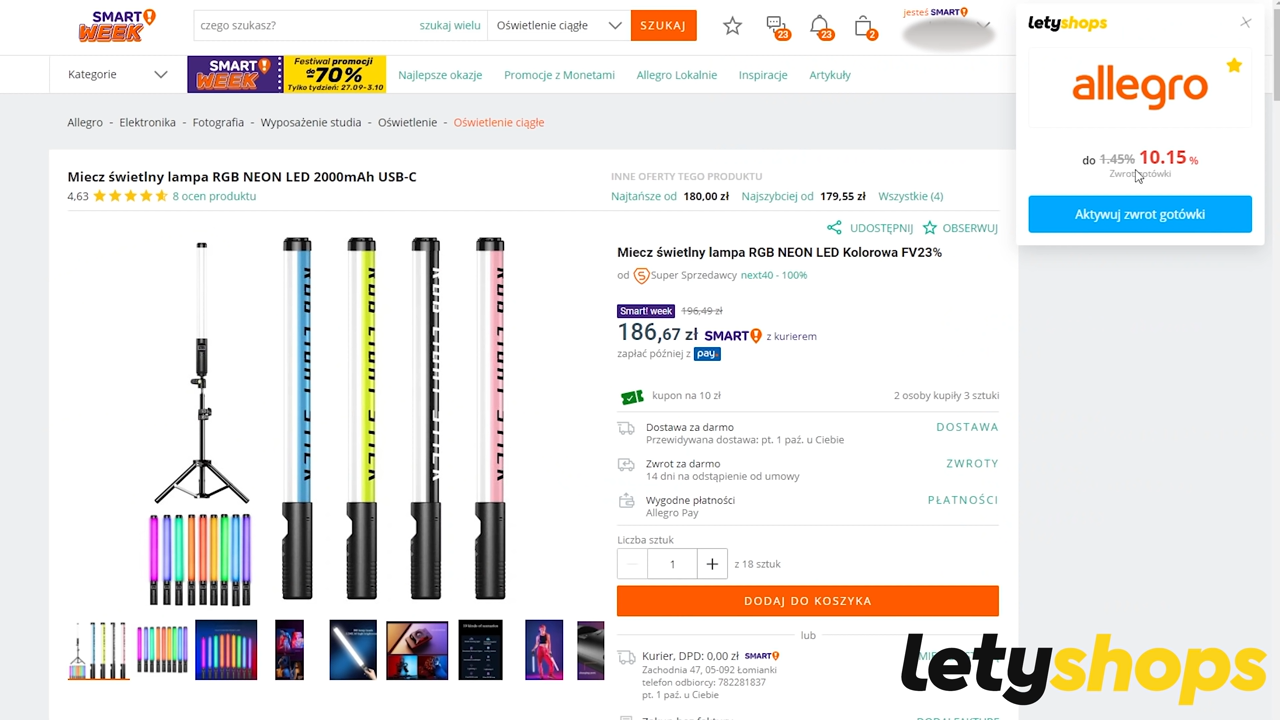 SMART! WEEK
czego szukasz?
szukaj wielu
Oświetlenie ciągłe
SZUKAJ
23
23
2
jesteś SMART!
Kategorie
SMART! WEEK
Festiwal promocji
do -70%
Tylko tydzień: 27.09-3.10
Najlepsze okazje
Promocje z Monetami
Allegro Lokalnie
Inspiracje
Artykuły
Allegro - Elektronika - Fotografia - Wyposażenie studia - Oświetlenie - Oświetlenie ciągłe
Miecz świetlny lampa RGB NEON LED 2000mAh USB-C
4,63
8 ocen produktu
INNE OFERTY TEGO PRODUKTU
Najtańsze od 180,00 zł
Najszybciej od 179,55 zł
Wszystkie (4)
UDOSTĘPNIJ
OBSERWUJ
Miecz świetlny lampa RGB NEON LED Kolorowa FV23%
od Super Sprzedawcy next40 - 100%
Smart! week 196,49 zł
186,67 zł SMART! z kurierem
zapłać później z pay
kupon na 10 zł
2 osoby kupiły 3 sztuki
Dostawa za darmo
Przewidywana dostawa: pt. 1 paź. u Ciebie
DOSTAWA
Zwrot za darmo
14 dni na odstąpienie od umowy
ZWROTY
Wygodne płatności
Allegro Pay
PŁATNOŚCI
Liczba sztuk
1
z 18 sztuk
DODAJ DO KOSZYKA
lub
Kurier, DPD: 0,00 zł SMART!
Zachodnia 47, 05-092 Łomianki
telefon odbiorcy: 782281837
pt. 1 paź. u Ciebie
letyshops
allegro
do 1.45% 10.15 %
Zwrot gotówki
Aktywuj zwrot gotówki
letyshops